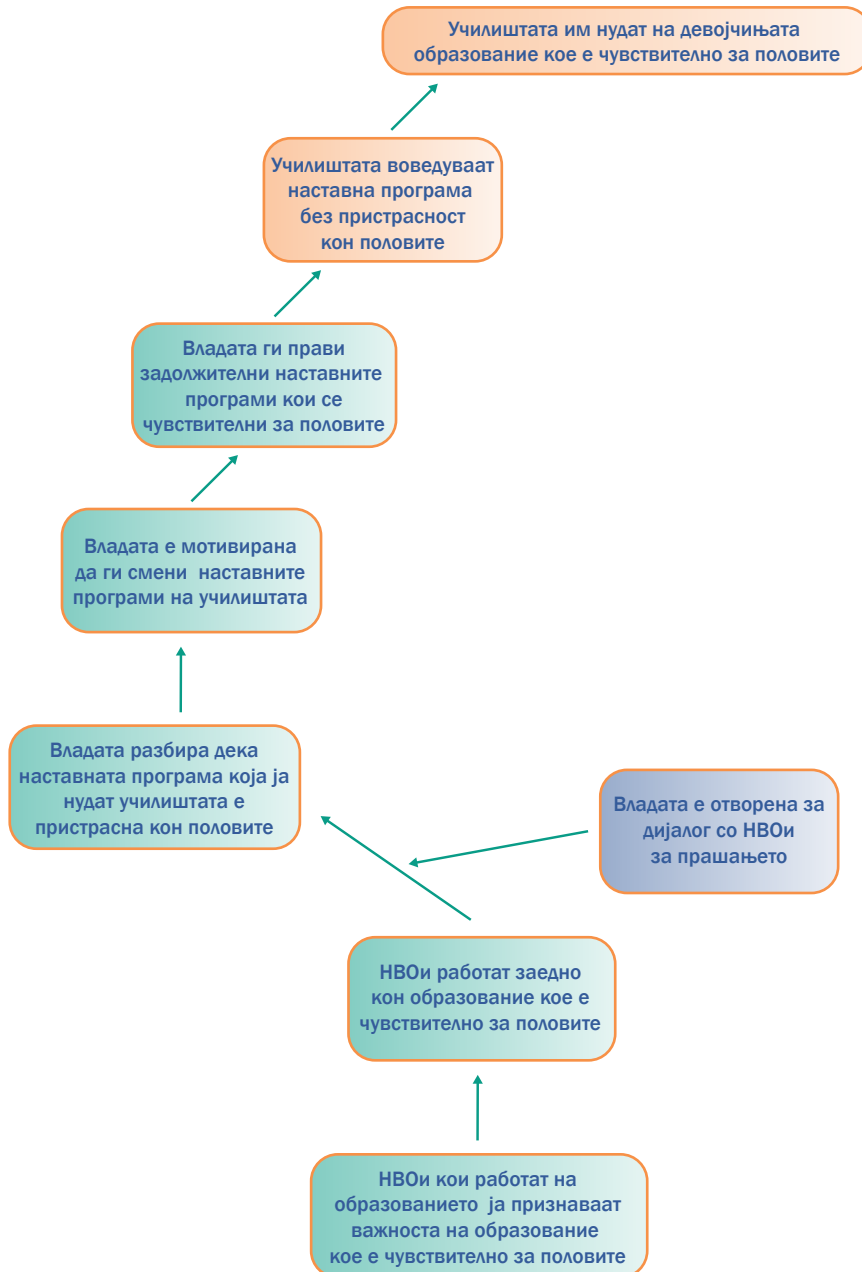 Училиштата им нудат на девојчињата
образование кое е чувствително за половите
Училиштата воведуваат
наставна програма
без пристрасност
кон половите
Владата ги прави
задолжителни наставните
програми кои се
чувствителни за половите
Владата е мотивирана
да ги смени наставните
програми на училиштата
Владата разбира дека
наставната програма која ја
нудат училиштата е
пристрасна кон половите
Владата е отворена за
дијалог со НВОи
за прашањето
НВОи работат заедно
кон образование кое е
чувствително за половите
НВОи кои работат на
образованието ја признаваат
важноста на образование
кое е чувствително за половите